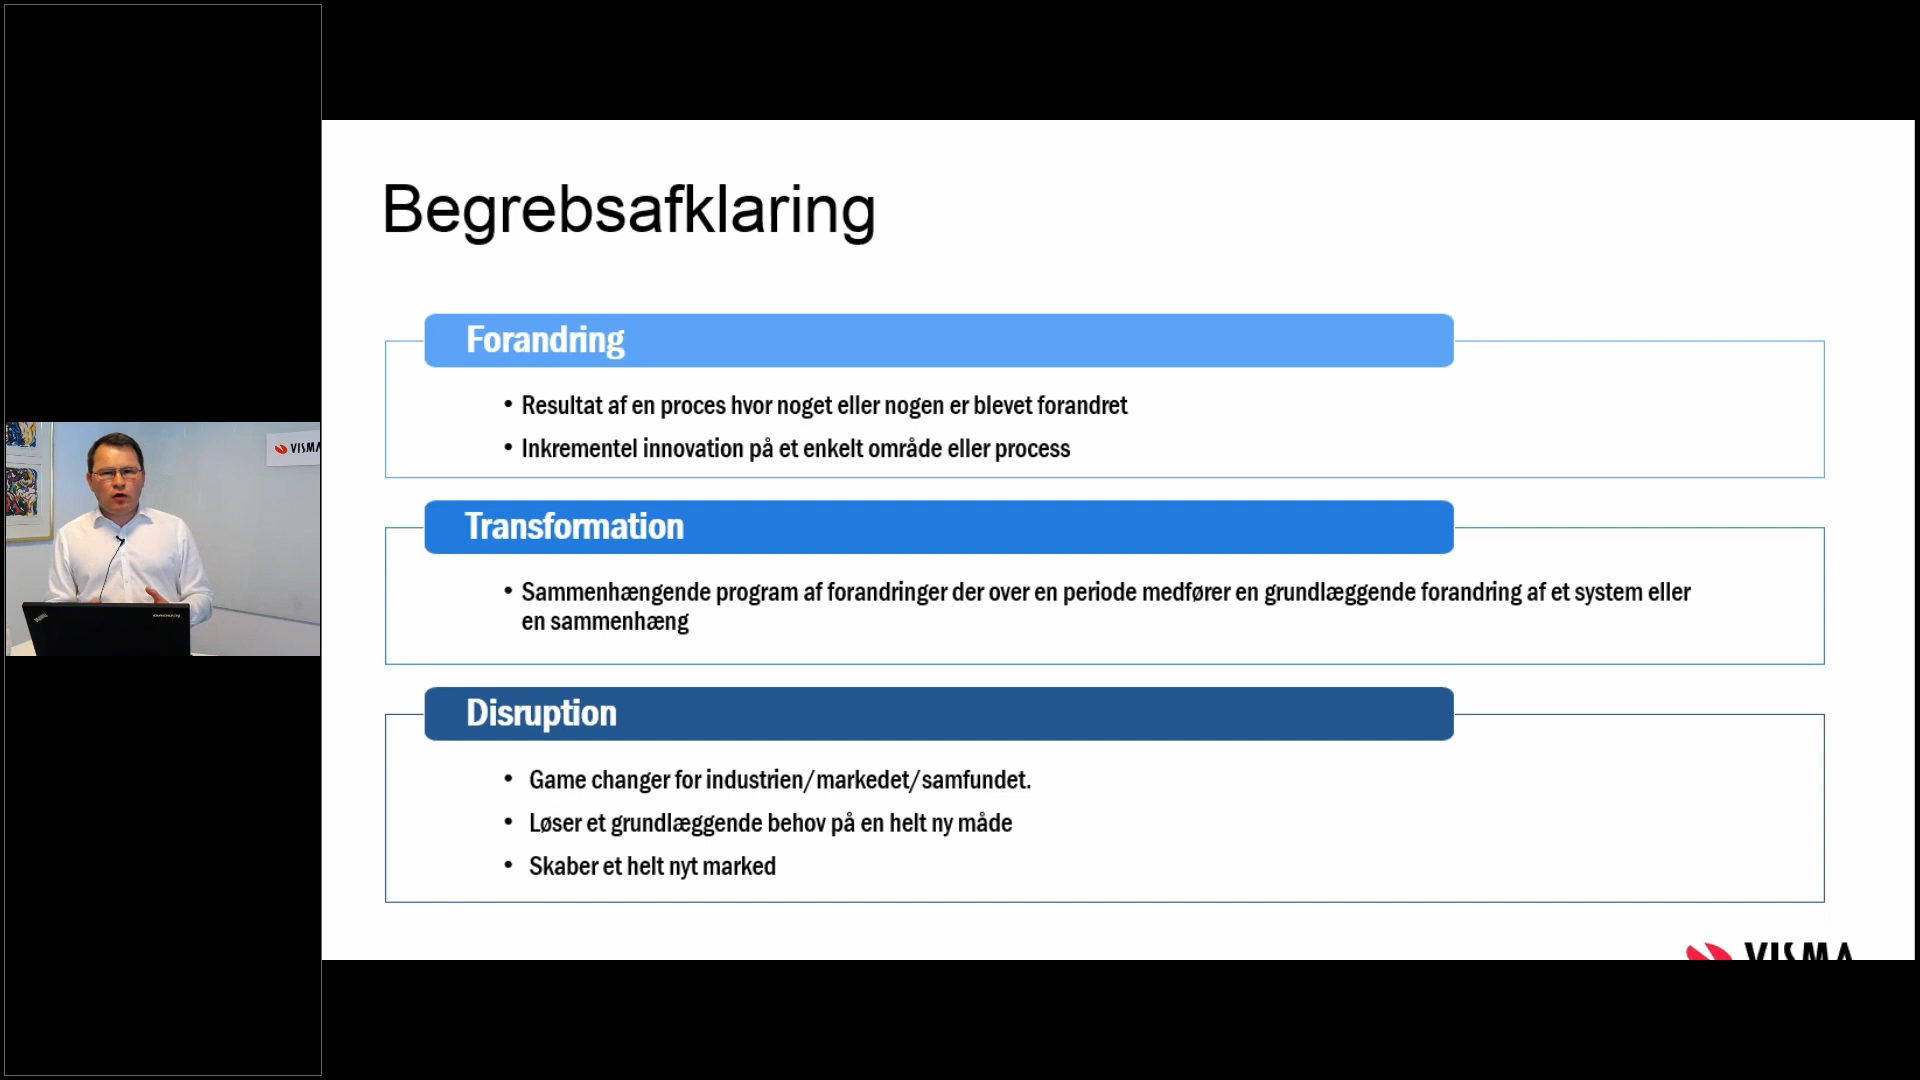 Begrebsafklaring
Forandring
• Resultat af en proces hvor noget eller nogen er blevet forandret
• Inkrementel innovation på et enkelt område eller process
Transformation
• Sammenhængende program af forandringer der over en periode medfører en grundlæggende forandring af et system eller
en sammenhæng
Disruption
• Game changer for industrien/markedet/samfundet.
• Løser et grundlæggende behov på en helt ny måde
• Skaber et helt nyt marked
VISMA
VISMA